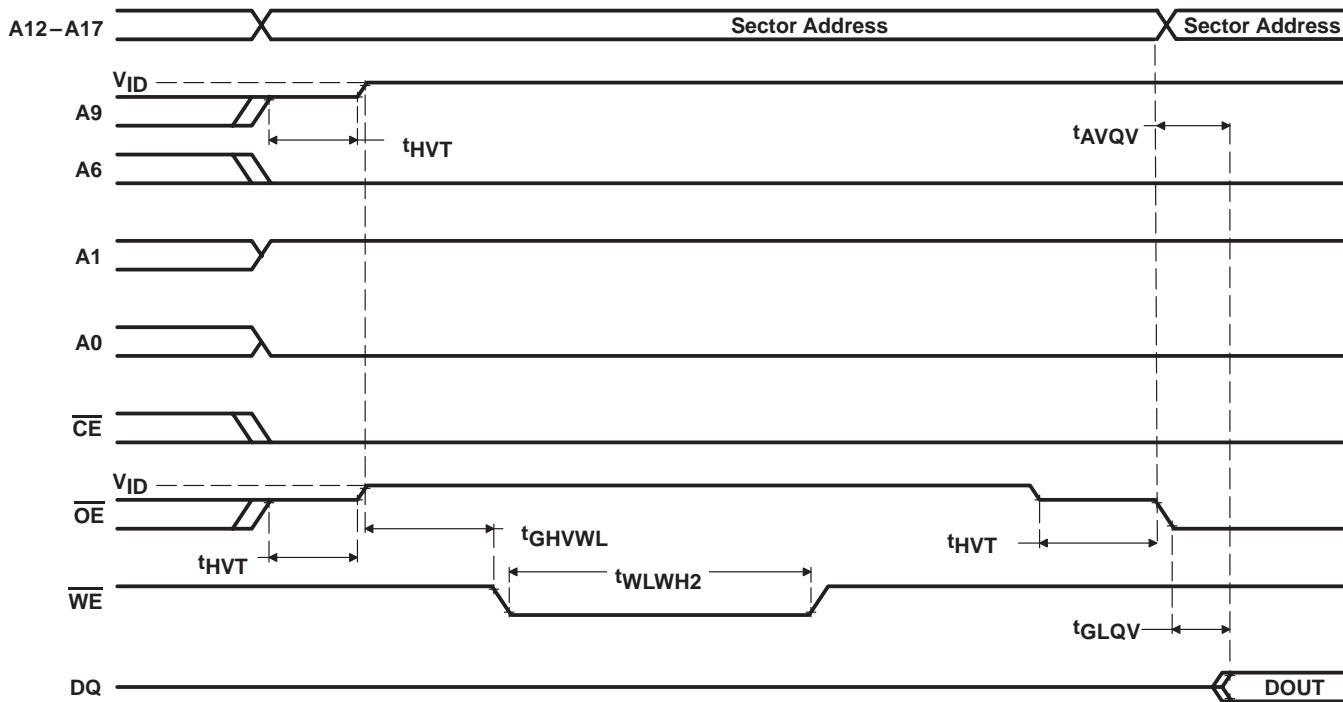 A12–A17 Sector Address Sector Address
VID
A9
tHVT tAVQV
A6
A1
A0
CE
VID
OE
tGHVWL
tHVT tHVT
tWLWH2
WE
tGLQV
DQ DOUT